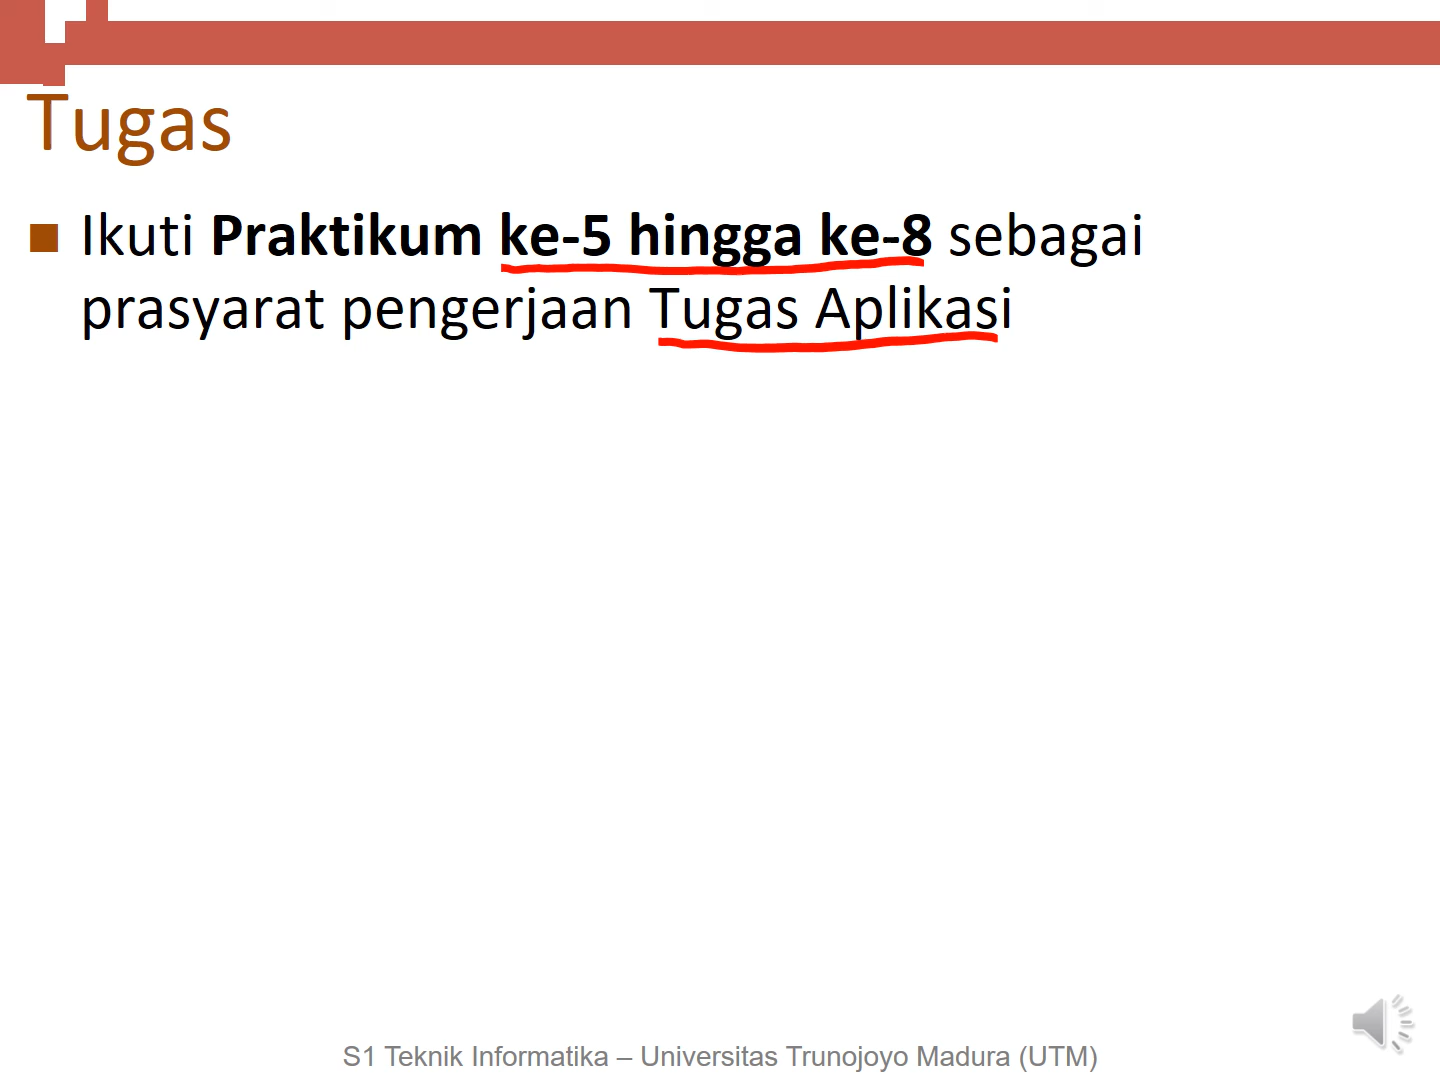 Tugas
Ikuti Praktikum ke-5 hingga ke-8 sebagai
prasyarat pengerjaan Tugas Aplikasi
S1 Teknik Informatika – Universitas Trunojoyo Madura (UTM)